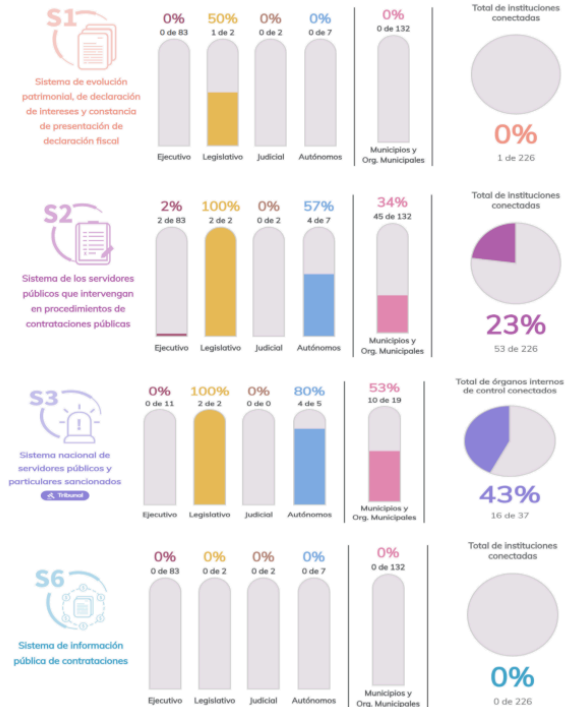 S1
Sistema de evolución
patrimonial, de declaración
de intereses y constancia
de presentación de
declaración fiscal
0% 50% 0% 0% 0%
0 de 83 1 de 2 0 de 2 0 de 7 0 de 132
Ejecutivo Legislativo Judicial Autónomos Municipios y
Org. Municipales
Total de instituciones
conectadas
0%
1 de 226
S2
Sistema de los servidores
públicos que intervengan
en procedimientos de
contrataciones públicas
2% 100% 0% 57% 34%
2 de 83 2 de 2 0 de 2 4 de 7 45 de 132
Ejecutivo Legislativo Judicial Autónomos Municipios y
Org. Municipales
Total de instituciones
conectadas
23%
53 de 226
S3
Sistema nacional de
servidores públicos y
particulares sancionados
Tribunal
0% 100% 0% 80% 53%
0 de 11 2 de 2 0 de 0 4 de 5 10 de 19
Ejecutivo Legislativo Judicial Autónomos Municipios y
Org. Municipales
Total de órganos internos
de control conectados
43%
16 de 37
S6
Sistema de información
pública de contrataciones
0% 0% 0% 0% 0%
0 de 83 0 de 2 0 de 2 0 de 7 0 de 132
Ejecutivo Legislativo Judicial Autónomos Municipios y
Org. Municipales
Total de instituciones
conectadas
0%
0 de 226